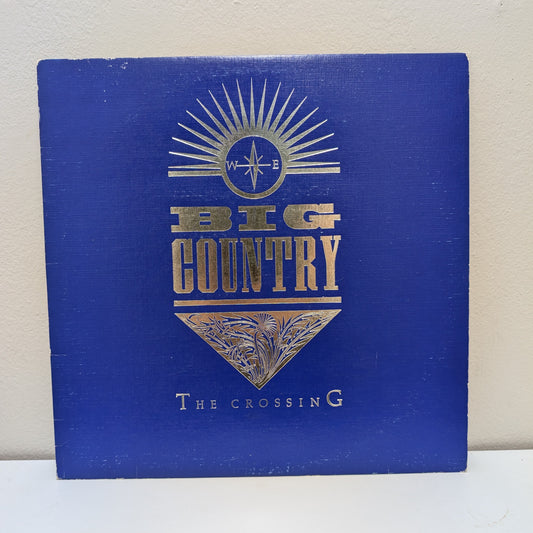 W E
BIG
COUNTRY
THE CROSSING